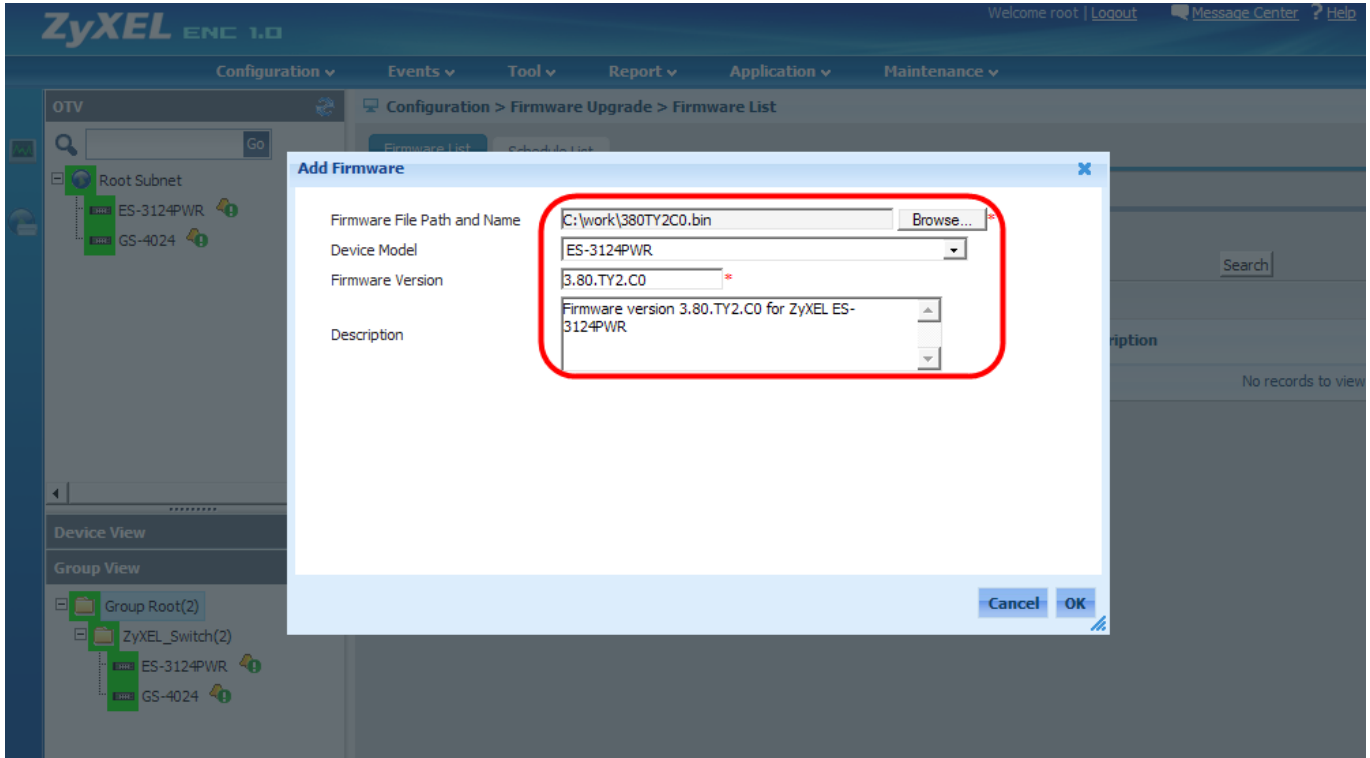 ZyXEL ENC 1.0
Welcome root | Logout Message Center ? Help
Configuration Events Tool Report Application Maintenance
OTV
Configuration > Firmware Upgrade > Firmware List
Go
Firmware List Schedule List
Root Subnet
ES-3124PWR
GS-4024
Search
ription
No records to view
Add Firmware
Firmware File Path and Name C:\work\380TY2C0.bin Browse... *
Device Model ES-3124PWR
Firmware Version 3.80.TY2.C0 *
Description
Firmware version 3.80.TY2.C0 for ZyXEL ES-
3124PWR
Cancel OK
Device View
Group View
Group Root(2)
ZyXEL_Switch(2)
ES-3124PWR
GS-4024